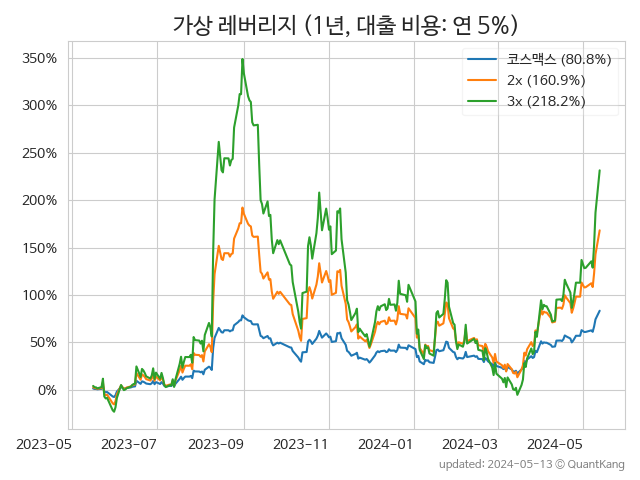 가상 레버리지 (1년, 대출 비용: 연 5%)
코스맥스 (80.8%)
2x (160.9%)
3x (218.2%)
350%
300%
250%
200%
150%
100%
50%
0%
2023-05 2023-07 2023-09 2023-11 2024-01 2024-03 2024-05
updated: 2024-05-13 © QuantKang